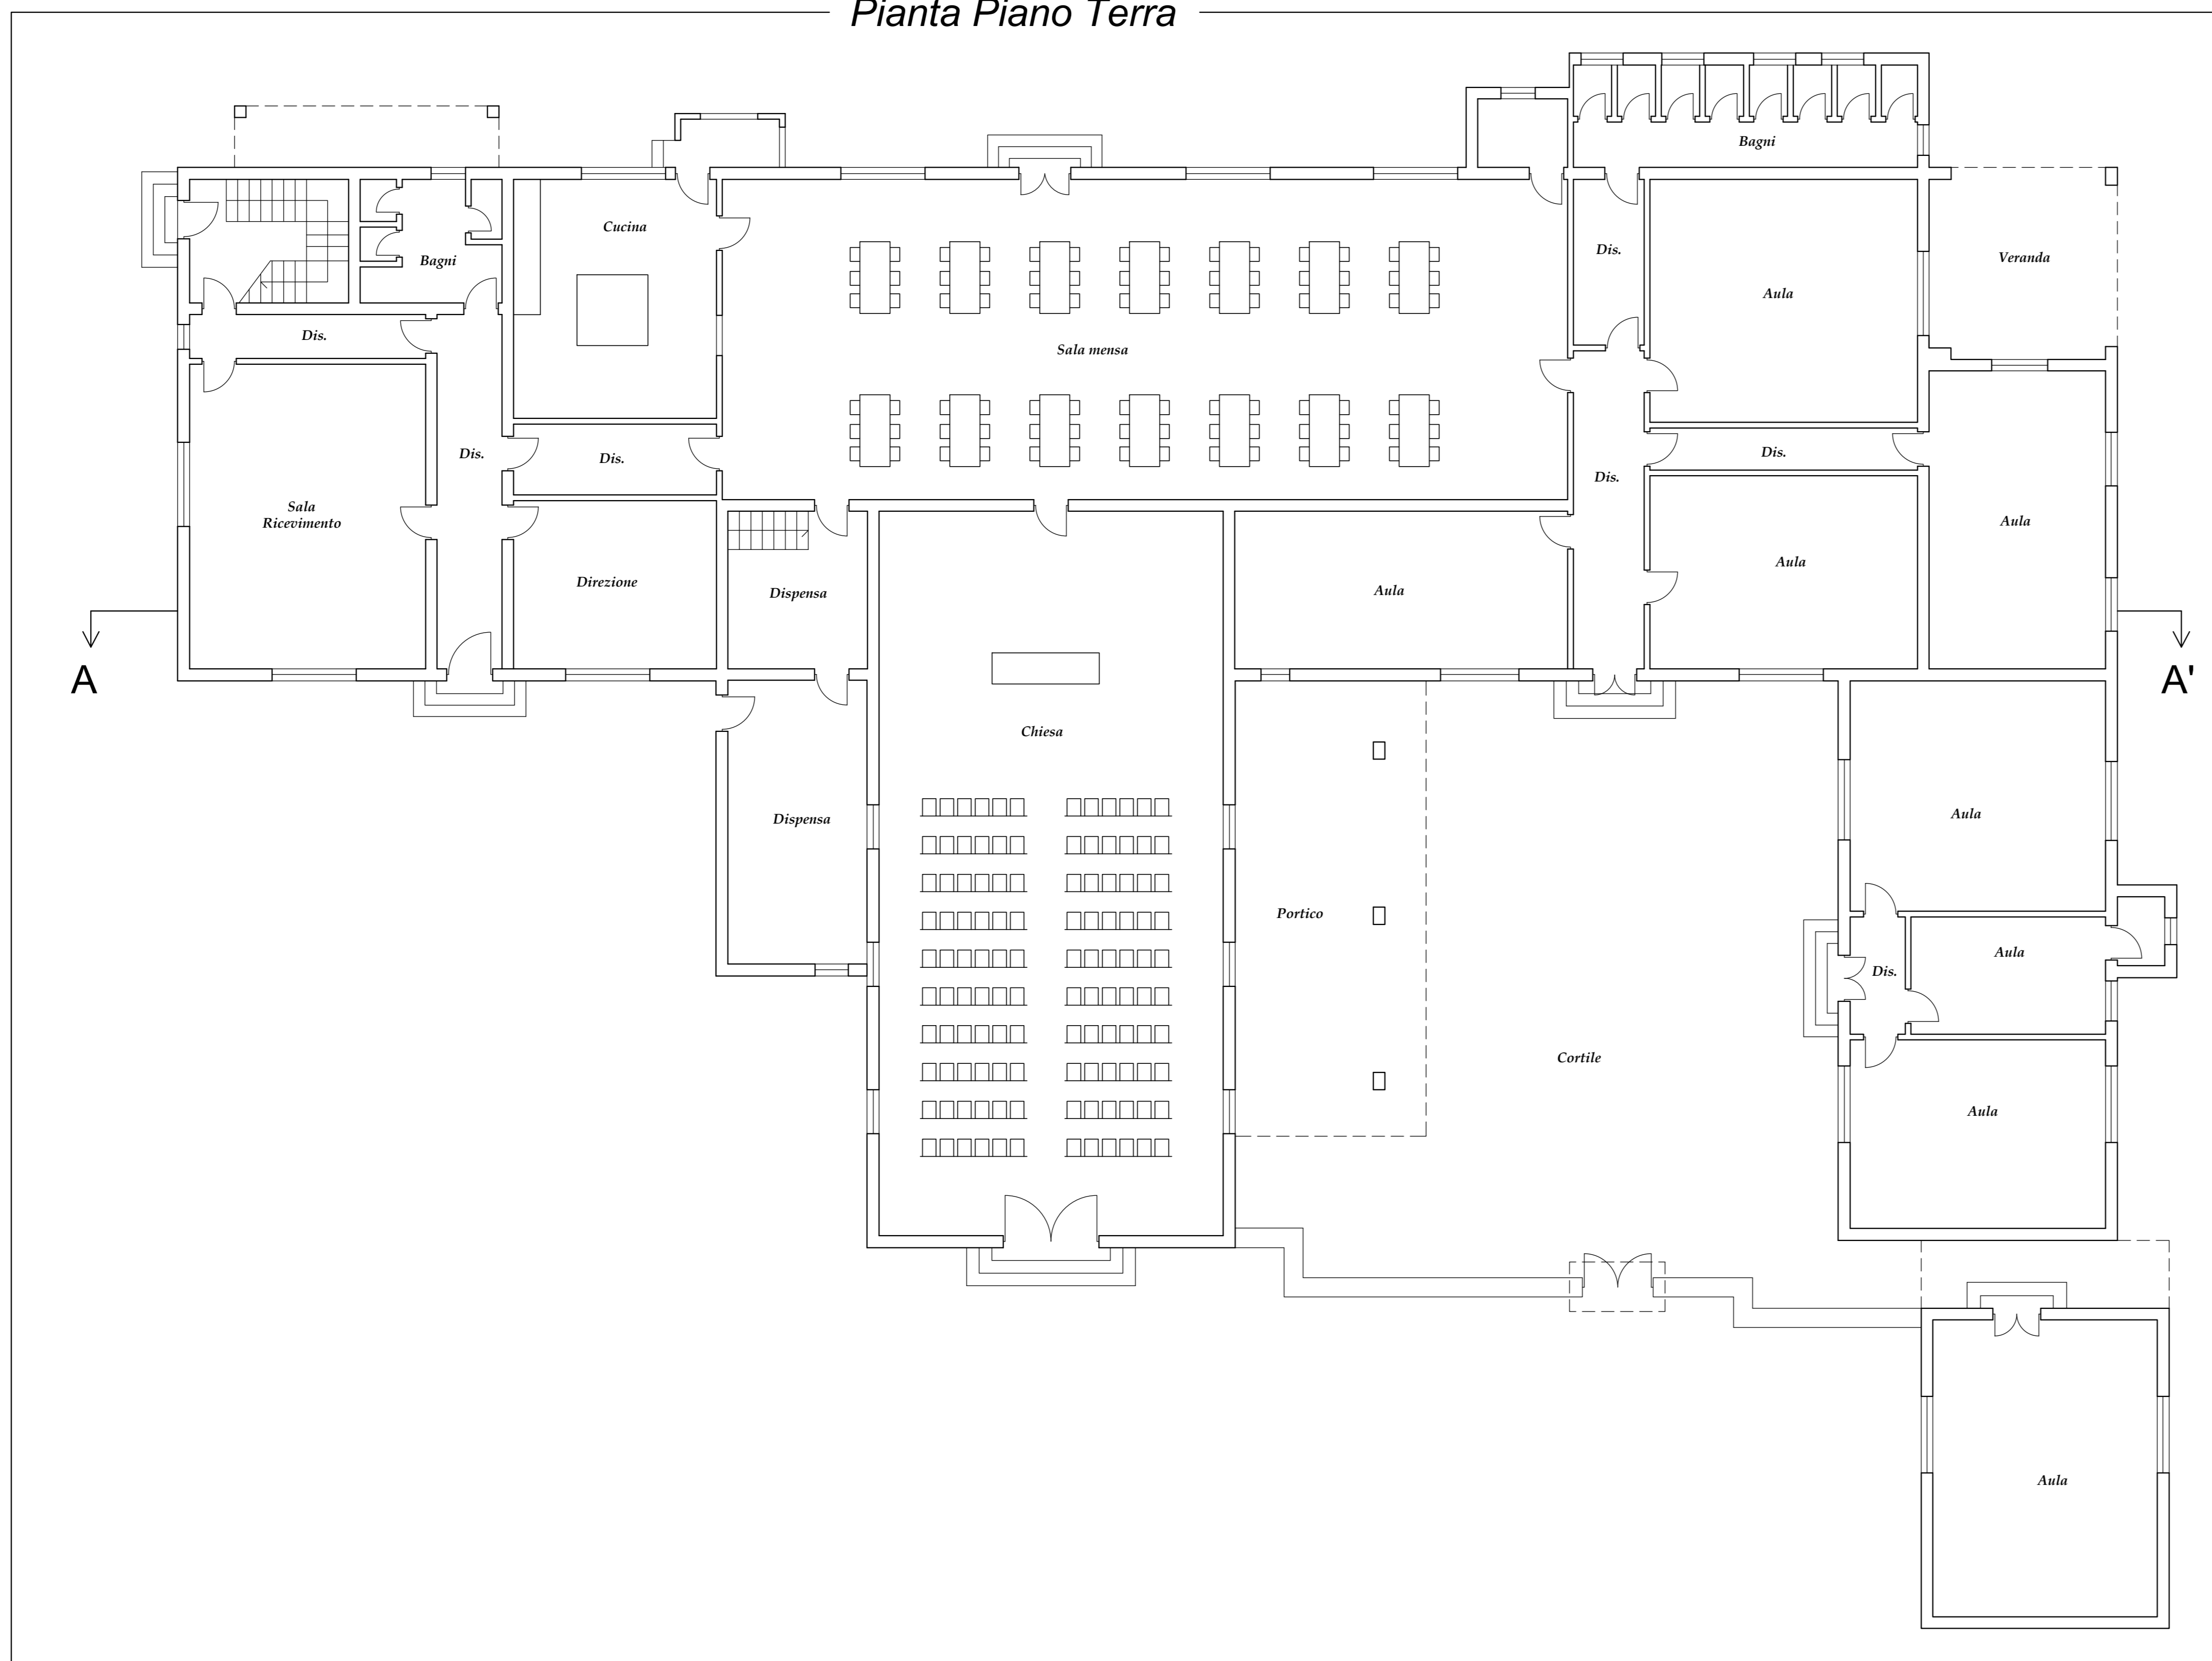 Pianta Piano Terra
Bagni
Cucina
Bagni
Dis.
Veranda
Aula
Dis.
Sala mensa
Dis.
Dis.
Dis.
Dis.
Sala
Ricevimento
Aula
Direzione
Dispensa
Aula
Aula
A
A'
Chiesa
Dispensa
Aula
Portico
Aula
Dis.
Cortile
Aula
Aula